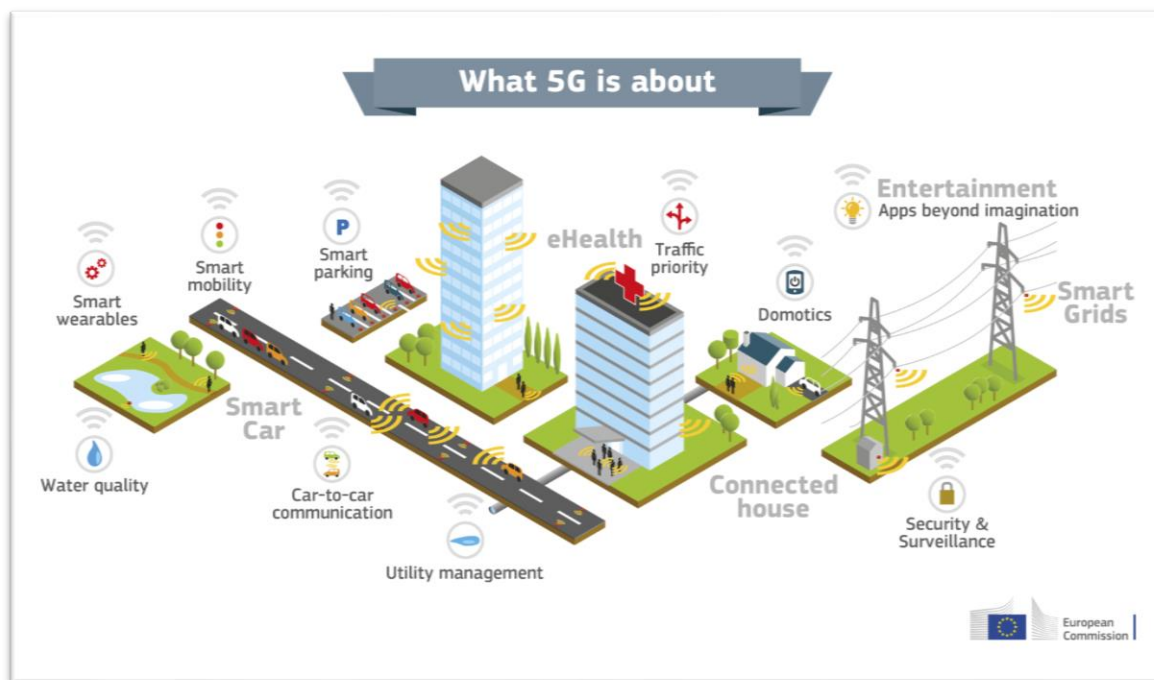 What 5G is about
Entertainment
Apps beyond imagination
eHealth
Traffic
priority
Smart
parking
Smart
mobility
Smart
wearables
Domotics
Smart
Grids
Smart
Car
Water quality
Car-to-car
communication
Connected
house
Security &
Surveillance
Utility management
European
Commission
P